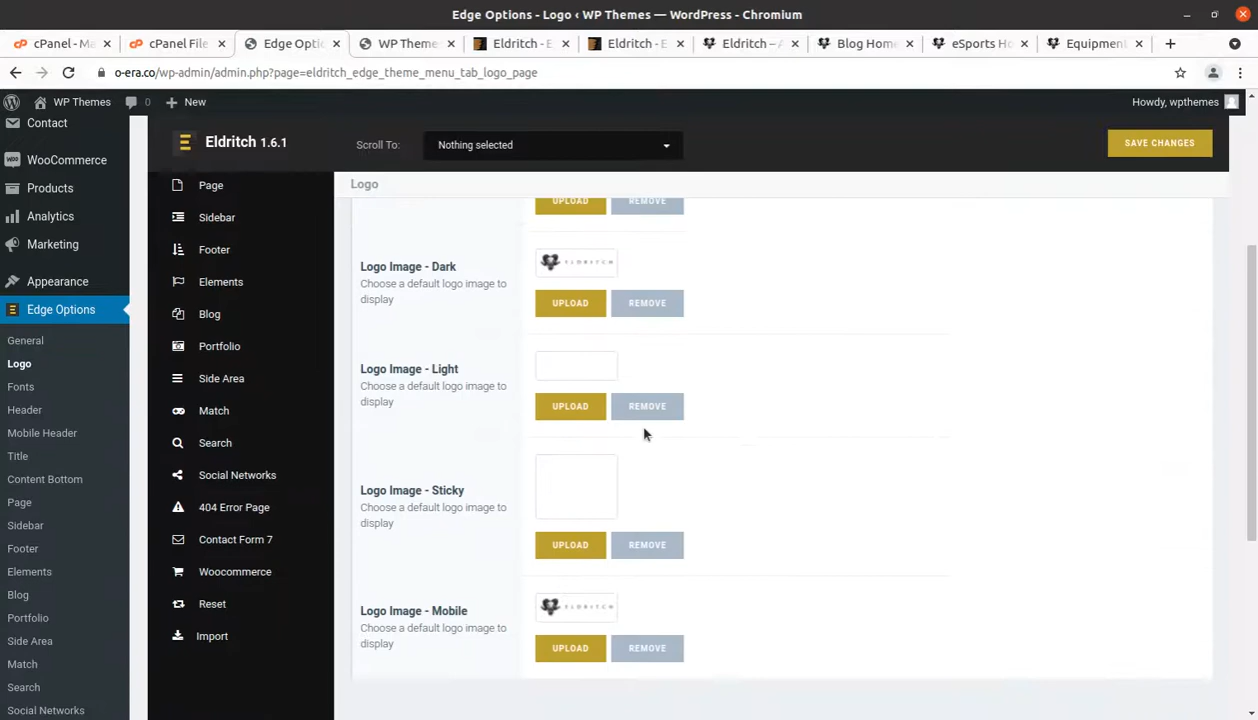 Edge Options - Logo ‹ WP Themes — WordPress - Chromium
cPanel - Ma
cPanel File
Edge Optio
WP Theme
Eldritch - E
Eldritch - E
Eldritch – A
Blog Home
eSports Ho
Equipment
o-era.co/wp-admin/admin.php?page=eldritch_edge_theme_menu_tab_logo_page
WP Themes
0
New
Howdy, wpthemes
Contact
WooCommerce
Products
Analytics
Marketing
Appearance
Edge Options
General
Logo
Fonts
Header
Mobile Header
Title
Content Bottom
Page
Sidebar
Footer
Elements
Blog
Portfolio
Side Area
Match
Search
Social Networks
Eldritch 1.6.1
Scroll To:
Nothing selected
SAVE CHANGES
Page
Sidebar
Footer
Elements
Blog
Portfolio
Side Area
Match
Search
Social Networks
404 Error Page
Contact Form 7
Woocommerce
Reset
Import
Logo
UPLOAD
REMOVE
Logo Image - Dark
Choose a default logo image to
display
ELDRITCH
UPLOAD
REMOVE
Logo Image - Light
Choose a default logo image to
display
UPLOAD
REMOVE
Logo Image - Sticky
Choose a default logo image to
display
UPLOAD
REMOVE
Logo Image - Mobile
Choose a default logo image to
display
ELDRITCH
UPLOAD
REMOVE